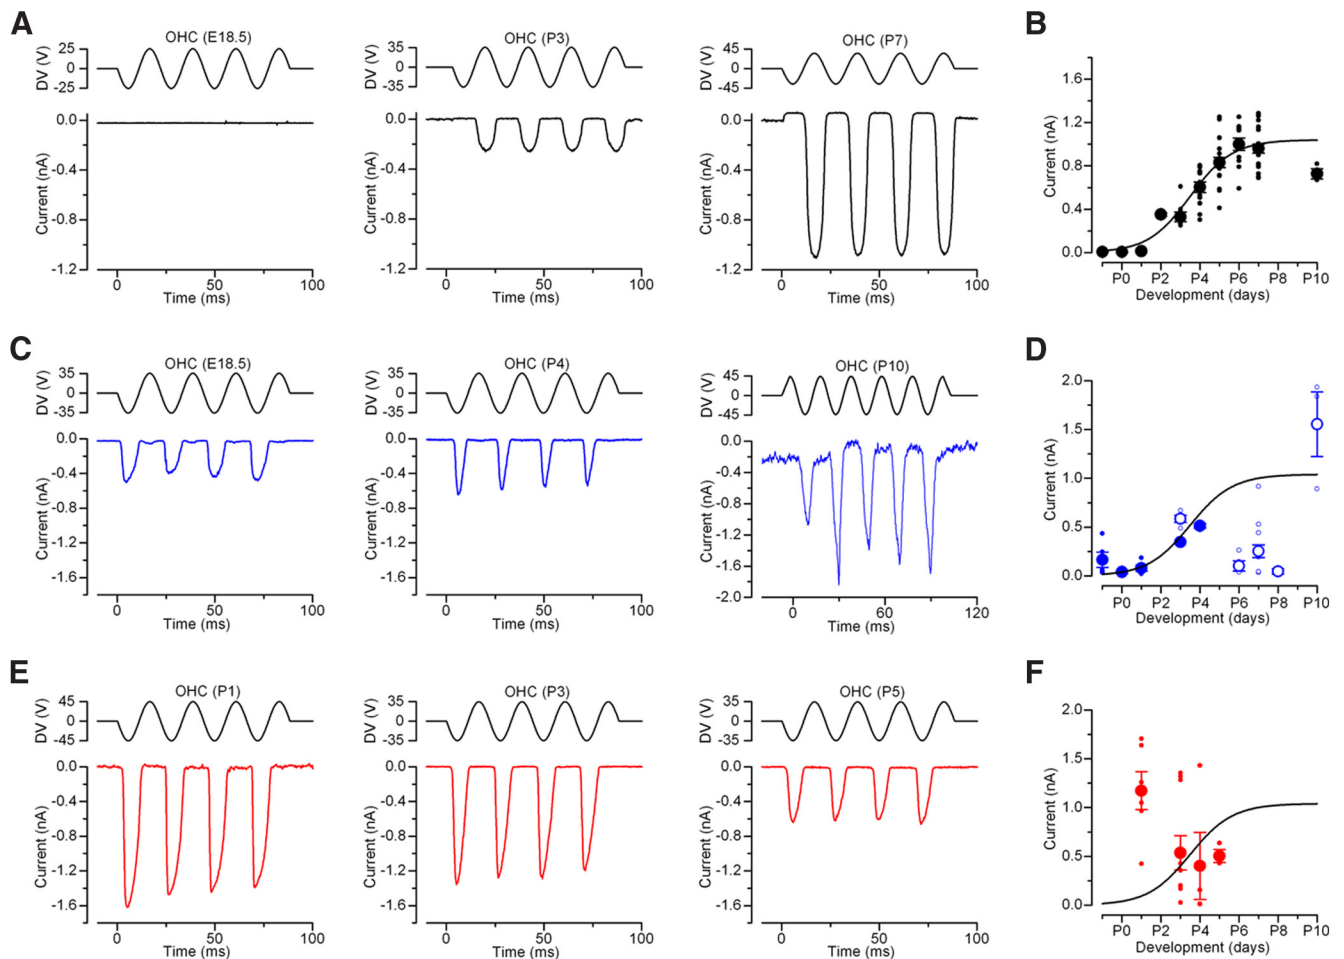 A
OHC (E18.5)
DV (V)
25
0
-25
Current (nA)
0.0
-0.4
-0.8
-1.2
0
50
100
Time (ms)
OHC (P3)
DV (V)
35
0
-35
Current (nA)
0.0
-0.4
-0.8
-1.2
0
50
100
Time (ms)
OHC (P7)
DV (V)
45
0
-45
Current (nA)
0.0
-0.4
-0.8
-1.2
0
50
100
Time (ms)
B
Current (nA)
1.6
1.2
0.8
0.4
0.0
P0
P2
P4
P6
P8
P10
Development (days)
C
OHC (E18.5)
DV (V)
35
0
-35
Current (nA)
0.0
-0.4
-0.8
-1.2
-1.6
0
50
100
Time (ms)
OHC (P4)
DV (V)
35
0
-35
Current (nA)
0.0
-0.4
-0.8
-1.2
-1.6
0
50
100
Time (ms)
OHC (P10)
DV (V)
45
0
-45
Current (nA)
0.0
-0.4
-0.8
-1.2
-1.6
-2.0
0
60
120
Time (ms)
D
Current (nA)
2.0
1.5
1.0
0.5
0.0
P0
P2
P4
P6
P8
P10
Development (days)
E
OHC (P1)
DV (V)
45
0
-45
Current (nA)
0.0
-0.4
-0.8
-1.2
-1.6
0
50
100
Time (ms)
OHC (P3)
DV (V)
35
0
-35
Current (nA)
0.0
-0.4
-0.8
-1.2
-1.6
0
50
100
Time (ms)
OHC (P5)
DV (V)
35
0
-35
Current (nA)
0.0
-0.4
-0.8
-1.2
-1.6
0
50
100
Time (ms)
F
Current (nA)
2.0
1.5
1.0
0.5
0.0
P0
P2
P4
P6
P8
P10
Development (days)